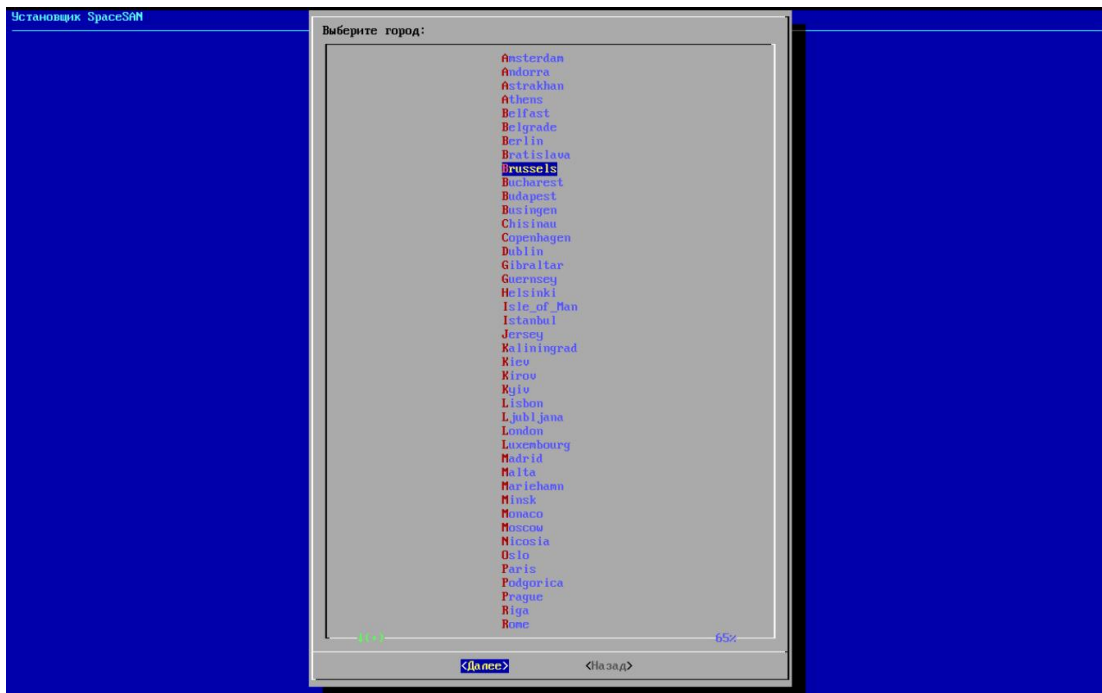 Установщик SpaceSAN
Выберите город:
Amsterdam
Andorra
Astrakhan
Athens
Belfast
Belgrade
Berlin
Bratislava
Brussels
Bucharest
Budapest
Busingen
Chisinau
Copenhagen
Dublin
Gibraltar
Guernsey
Helsinki
Isle_of_Man
Istanbul
Jersey
Kaliningrad
Kiev
Kirov
Kyiv
Lisbon
Ljubljana
London
Luxembourg
Madrid
Malta
Mariehamn
Minsk
Monaco
Moscow
Nicosia
Oslo
Paris
Podgorica
Prague
Riga
Rome
↓(+) 65%
<Далее> <Назад>